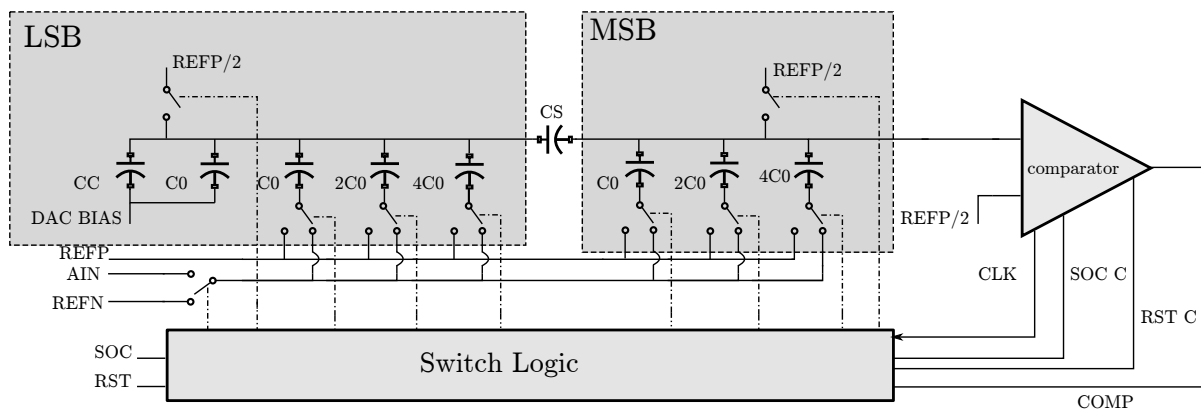 LSB
MSB
REFP/2
REFP/2
CS
CC
C0
C0
2C0
4C0
C0
2C0
4C0
comparator
DAC BIAS
REFP/2
REFP
AIN
REFN
CLK
SOC C
RST C
SOC
RST
Switch Logic
COMP